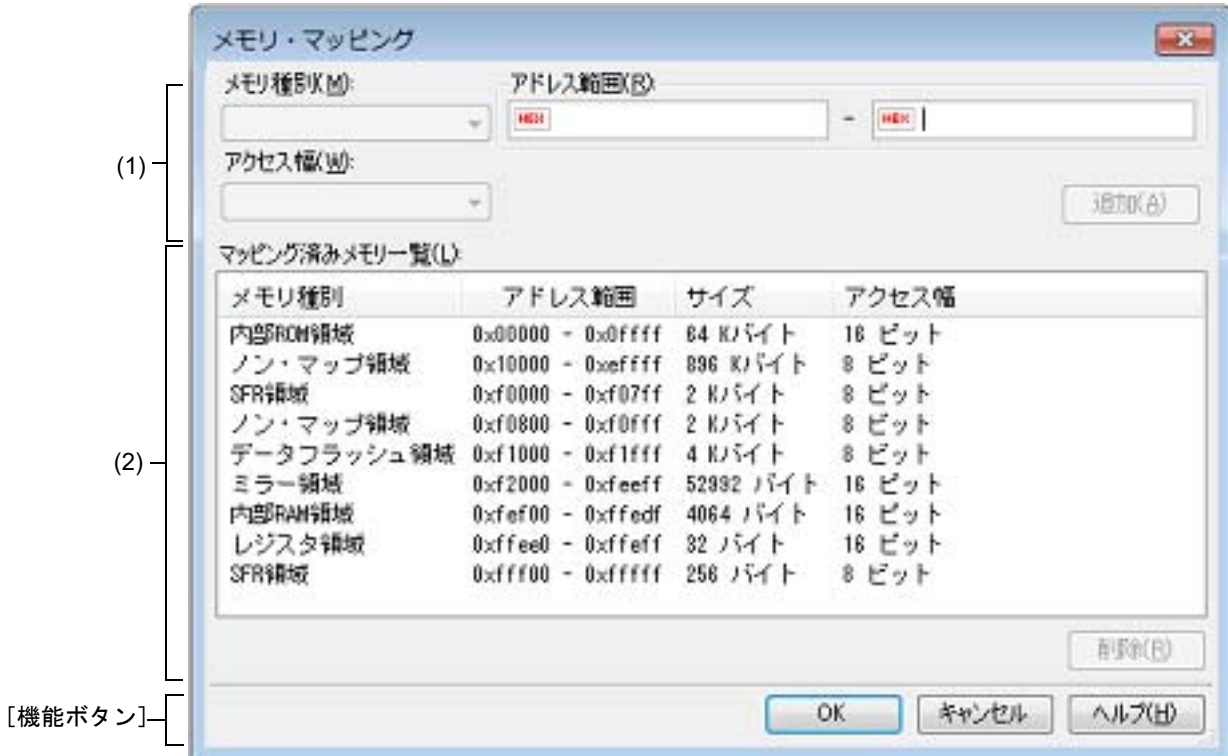 メモリ・マッピング
メモリ種別(M):
アドレス範囲(R):
HEX
-
HEX
(1)
アクセス幅(W):
追加(A)
マッピング済みメモリ一覧(L):
メモリ種別 アドレス範囲 サイズ アクセス幅
内部ROM領域 0x00000 - 0x0ffff 64 Kバイト 16 ビット
ノン・マップ領域 0x10000 - 0xeffff 896 Kバイト 8 ビット
SFR領域 0xf0000 - 0xf07ff 2 Kバイト 8 ビット
ノン・マップ領域 0xf0800 - 0xf0fff 2 Kバイト 8 ビット
(2)
データフラッシュ領域 0xf1000 - 0xf1fff 4 Kバイト 8 ビット
ミラー領域 0xf2000 - 0xfeeff 52992 バイト 16 ビット
内部RAM領域 0xfef00 - 0xffedf 4064 バイト 16 ビット
レジスタ領域 0xffee0 - 0xffeff 32 バイト 16 ビット
SFR領域 0xfff00 - 0xfffff 256 バイト 8 ビット
削除(R)
[機能ボタン]
OK
キャンセル
ヘルプ(H)